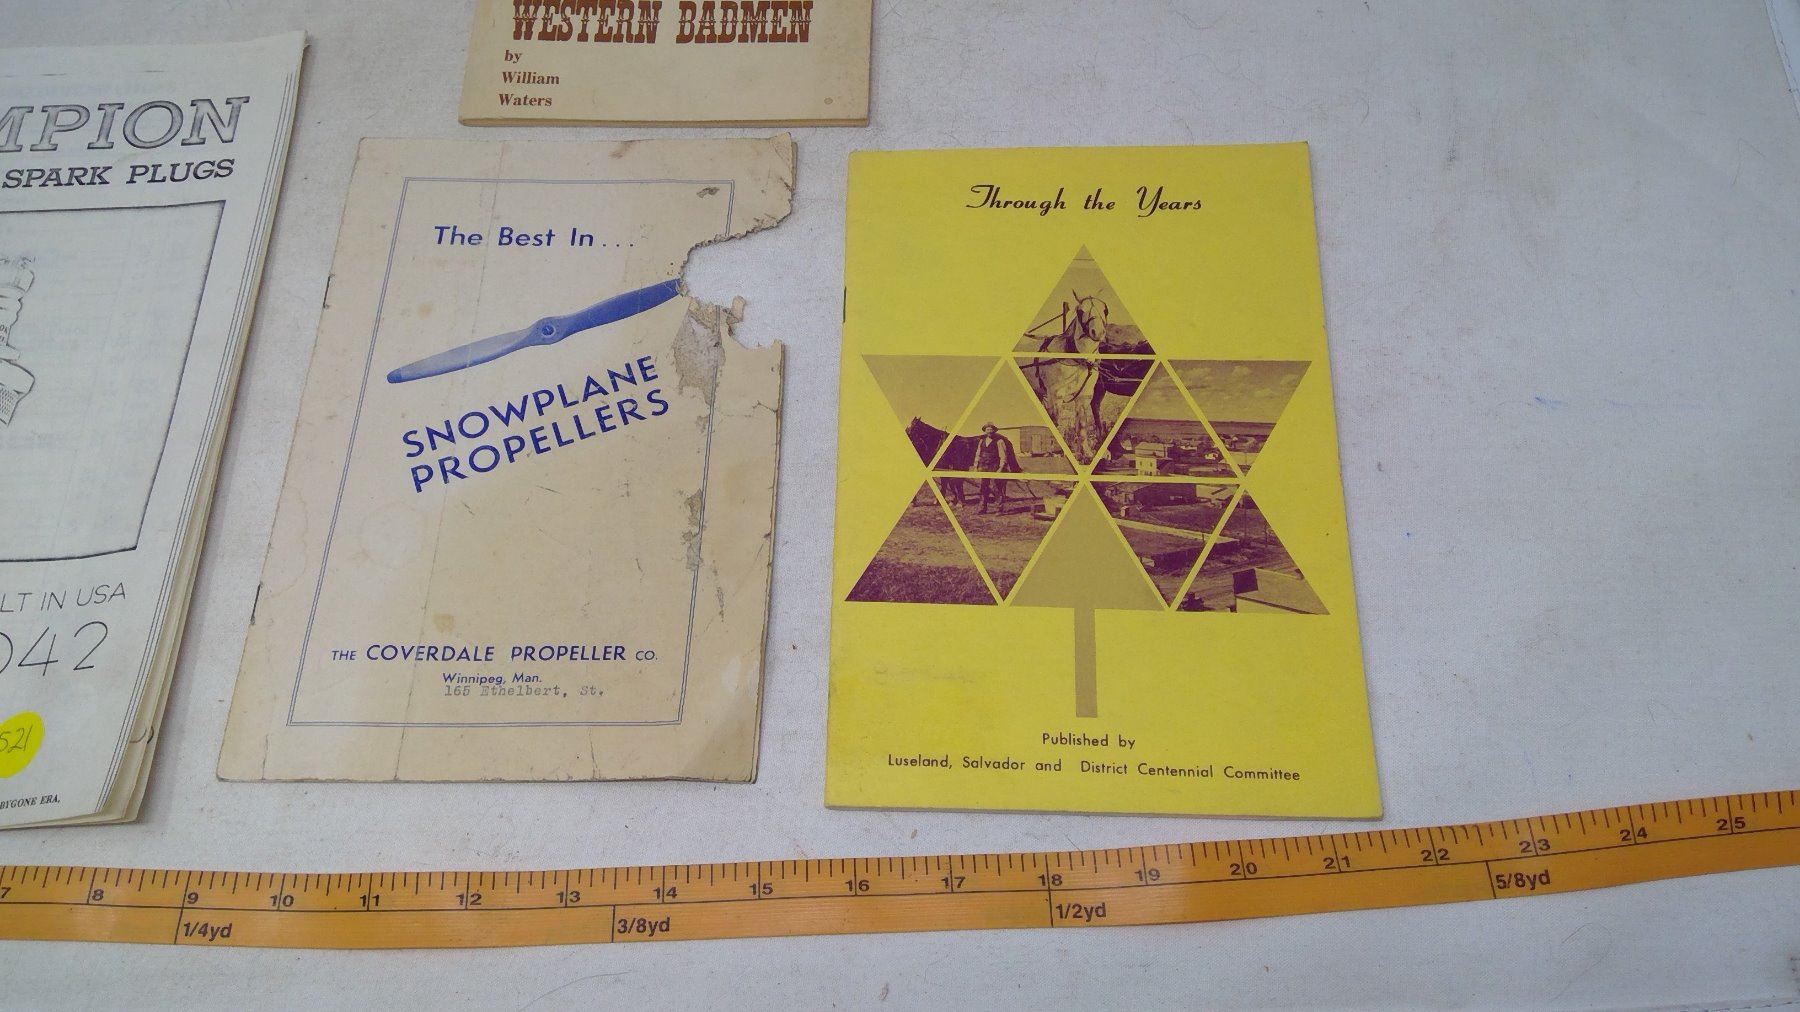 WESTERN BADMEN
by
William
Waters
MPION
SPARK PLUGS
LT IN USA
042
521
BYGONE ERA,
The Best In...
SNOWPLANE
PROPELLERS
THE COVERDALE PROPELLER CO.
Winnipeg, Man.
165 Ethelbert, St.
Through the Years
Published by
Luseland, Salvador and District Centennial Committee
7 8 9 10 11 12 13 14 15 16 17 18 19 20 21 22 23 24 25
1/4yd 3/8yd 1/2yd 5/8yd